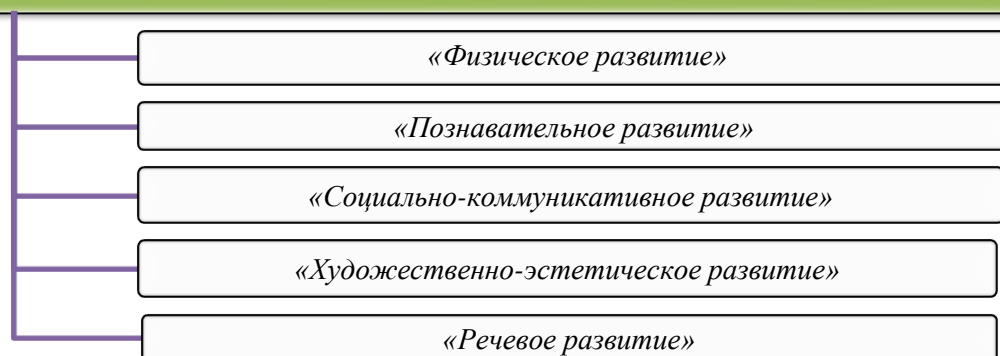 «Физическое развитие»
«Познавательное развитие»
«Социально-коммуникативное развитие»
«Художественно-эстетическое развитие»
«Речевое развитие»